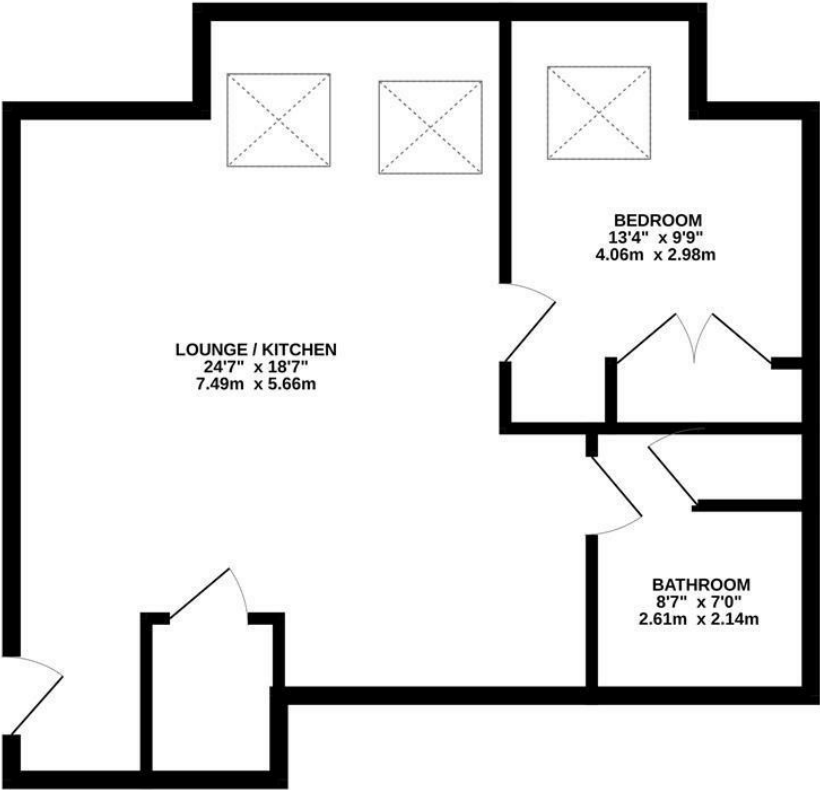 BEDROOM
13'4" x 9'9"
4.06m x 2.98m
LOUNGE / KITCHEN
24'7" x 18'7"
7.49m x 5.66m
BATHROOM
8'7" x 7'0"
2.61m x 2.14m